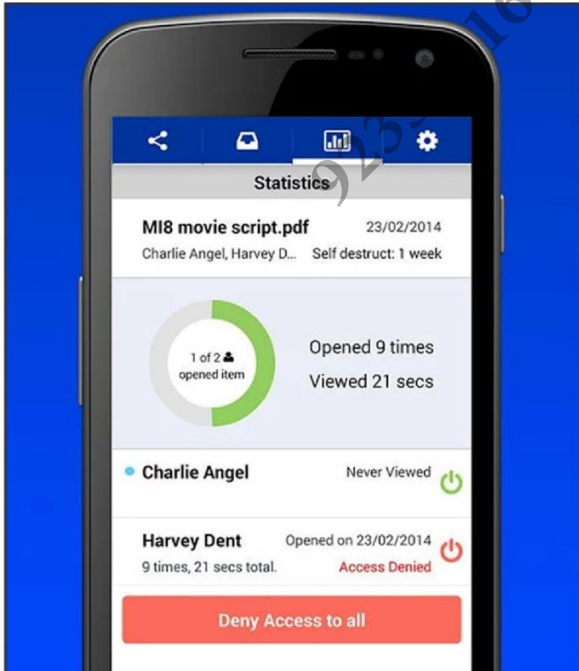 Statistics
MI8 movie script.pdf 23/02/2014
Charlie Angel, Harvey D... Self destruct: 1 week
1 of 2
opened item
Opened 9 times
Viewed 21 secs
Charlie Angel Never Viewed
Harvey Dent Opened on 23/02/2014
9 times, 21 secs total. Access Denied
Deny Access to all